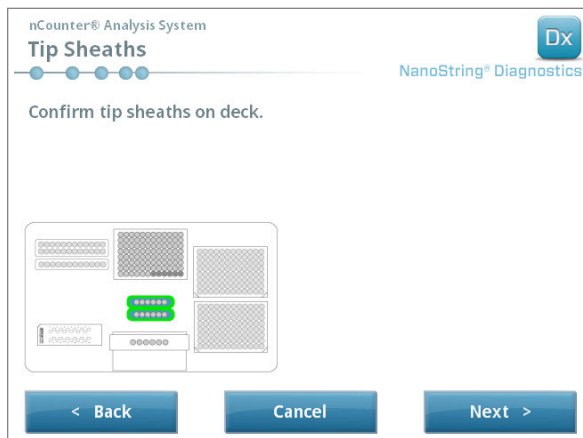 nCounter® Analysis System
Tip Sheaths
Dx
NanoString® Diagnostics
Confirm tip sheaths on deck.
< Back
Cancel
Next >